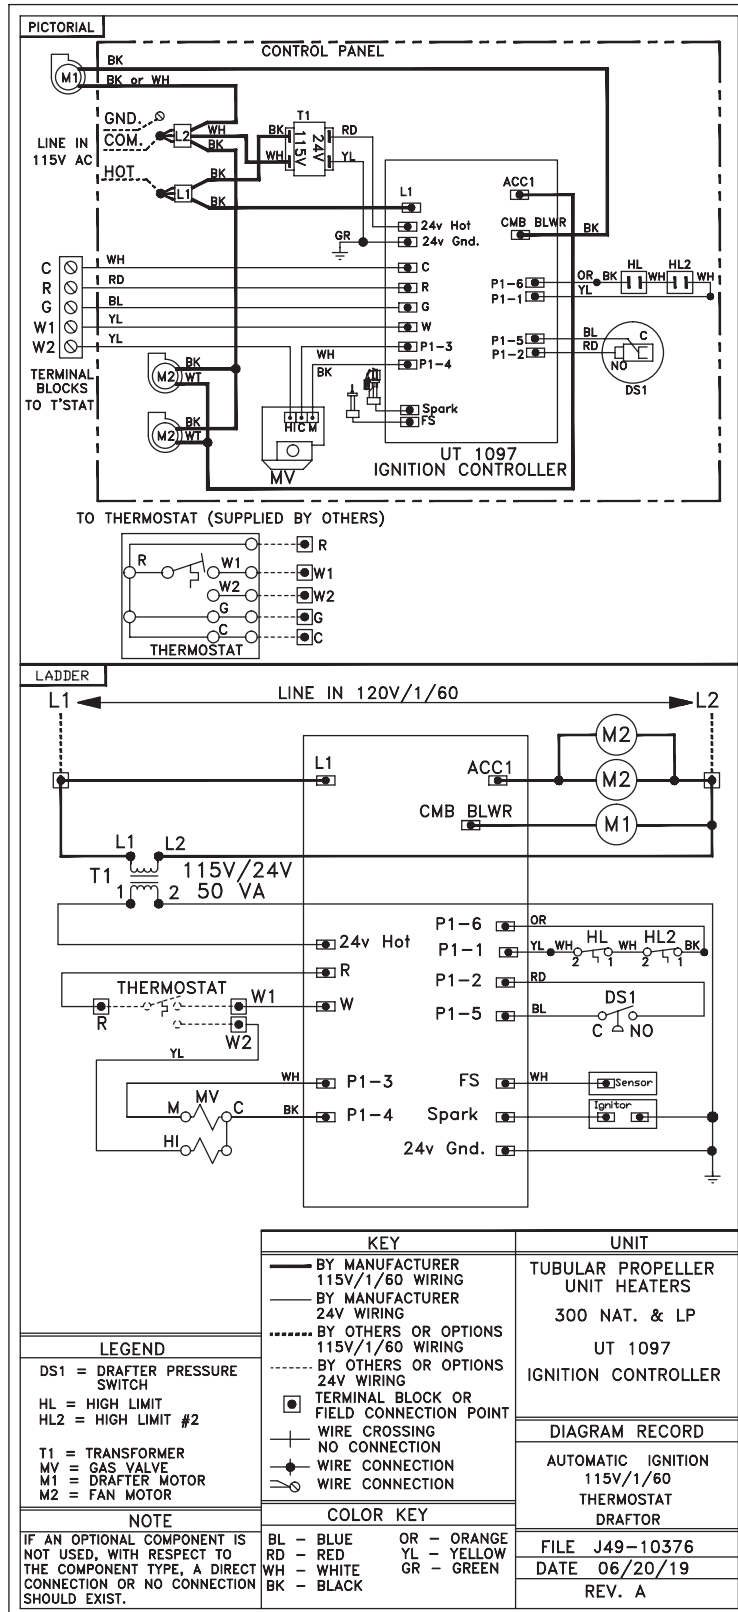 PICTORIAL
CONTROL PANEL
BK
M1
BK or WH
GND.
COM.
LINE IN
115V AC
HOT
L2
WH
BK
L1
BK
BK
T1
BK
WH
115V
24V
RD
YL
L1
ACC1
CMB BLWR
BK
GR
24v Hot
24v Gnd.
C
WH
C
R
RD
R
G
BL
G
W1
YL
W
W2
YL
P1-3
P1-4
WH
BK
P1-6
P1-1
OR
BK
HL
WH
HL2
WH
YL
P1-5
P1-2
BL
RD
C
NO
DS1
TERMINAL
BLOCKS
TO T'STAT
M2
BK
WT
M2
BK
WT
HI C M
MV
Spark
FS
UT 1097
IGNITION CONTROLLER
TO THERMOSTAT (SUPPLIED BY OTHERS)
R
R
W1
W1
W2
W2
G
G
C
C
THERMOSTAT
LADDER
L1
LINE IN 120V/1/60
L2
L1
ACC1
M2
M2
CMB BLWR
M1
L1
L2
T1
115V/24V
50 VA
1
2
24v Hot
R
THERMOSTAT
R
W1
W
W2
YL
P1-6
OR
P1-1
YL
WH
HL
WH
HL2
BK
2
1
2
1
P1-2
RD
P1-5
BL
DS1
C
NO
WH
P1-3
M
MV
C
BK
P1-4
HI
FS
WH
Sensor
Spark
Ignitor
24v Gnd.
KEY
BY MANUFACTURER
115V/1/60 WIRING
BY MANUFACTURER
24V WIRING
BY OTHERS OR OPTIONS
115V/1/60 WIRING
BY OTHERS OR OPTIONS
24V WIRING
TERMINAL BLOCK OR
FIELD CONNECTION POINT
WIRE CROSSING
NO CONNECTION
WIRE CONNECTION
WIRE CONNECTION
UNIT
TUBULAR PROPELLER
UNIT HEATERS
300 NAT. & LP
UT 1097
IGNITION CONTROLLER
LEGEND
DS1 = DRAFTER PRESSURE
SWITCH
HL = HIGH LIMIT
HL2 = HIGH LIMIT #2
T1 = TRANSFORMER
MV = GAS VALVE
M1 = DRAFTER MOTOR
M2 = FAN MOTOR
DIAGRAM RECORD
AUTOMATIC IGNITION
115V/1/60
THERMOSTAT
DRAFTOR
NOTE
IF AN OPTIONAL COMPONENT IS
NOT USED, WITH RESPECT TO
THE COMPONENT TYPE, A DIRECT
CONNECTION OR NO CONNECTION
SHOULD EXIST.
COLOR KEY
BL - BLUE
OR - ORANGE
RD - RED
YL - YELLOW
WH - WHITE
GR - GREEN
BK - BLACK
FILE J49-10376
DATE 06/20/19
REV. A